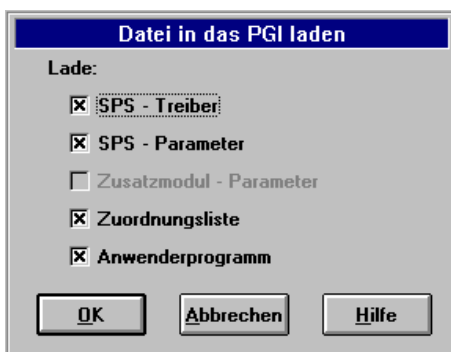 Datei in das PGI laden
Lade:
SPS - Treiber
SPS - Parameter
Zusatzmodul - Parameter
Zuordnungsliste
Anwenderprogramm
OK Abbrechen Hilfe